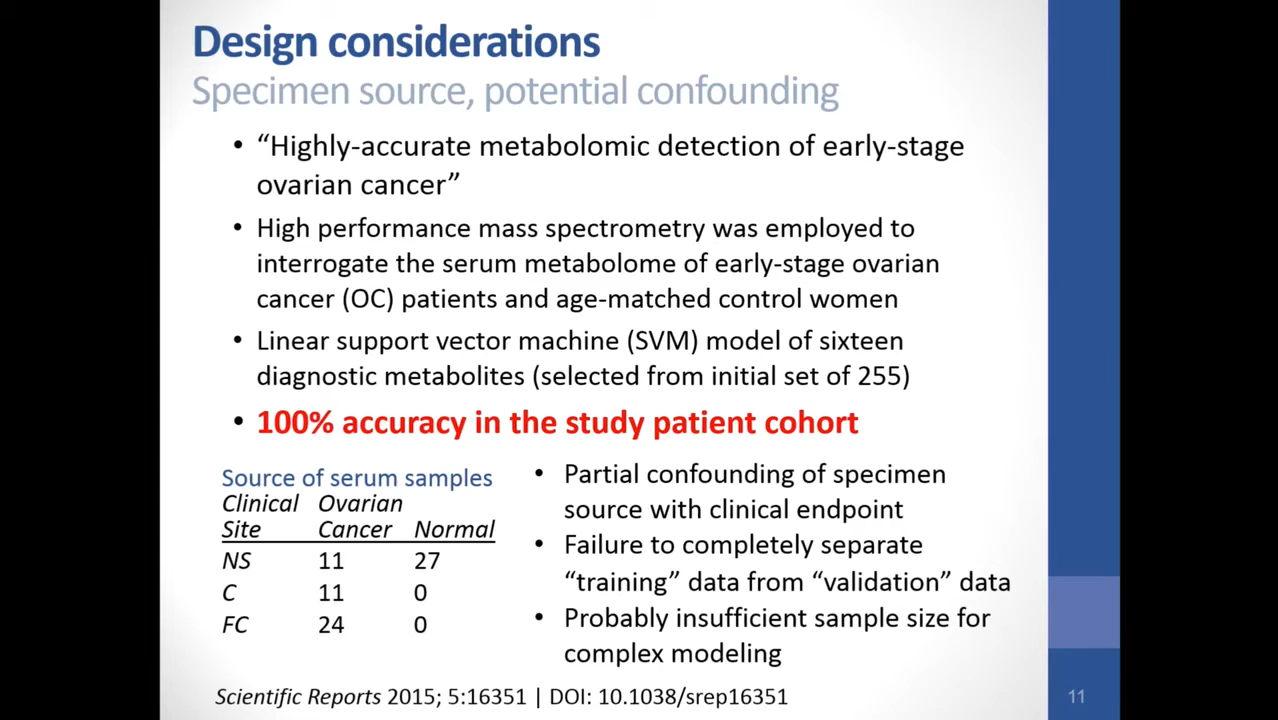 Design considerations
Specimen source, potential confounding
• “Highly-accurate metabolomic detection of early-stage
ovarian cancer”
• High performance mass spectrometry was employed to
interrogate the serum metabolome of early-stage ovarian
cancer (OC) patients and age-matched control women
• Linear support vector machine (SVM) model of sixteen
diagnostic metabolites (selected from initial set of 255)
• 100% accuracy in the study patient cohort
Source of serum samples
Clinical Ovarian
Site Cancer Normal
NS 11 27
C 11 0
FC 24 0
• Partial confounding of specimen
source with clinical endpoint
• Failure to completely separate
“training” data from “validation” data
• Probably insufficient sample size for
complex modeling
Scientific Reports 2015; 5:16351 | DOI: 10.1038/srep16351
11